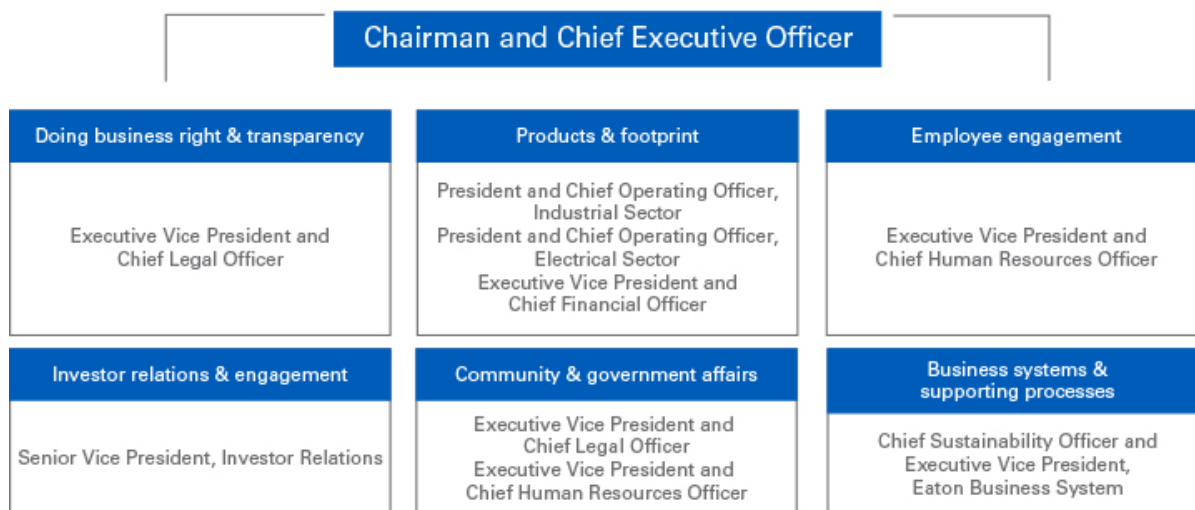 Chairman and Chief Executive Officer
Doing business right & transparency
Executive Vice President and
Chief Legal Officer
Products & footprint
President and Chief Operating Officer,
Industrial Sector
President and Chief Operating Officer,
Electrical Sector
Executive Vice President and
Chief Financial Officer
Employee engagement
Executive Vice President and
Chief Human Resources Officer
Investor relations & engagement
Senior Vice President, Investor Relations
Community & government affairs
Executive Vice President and
Chief Legal Officer
Executive Vice President and
Chief Human Resources Officer
Business systems &
supporting processes
Chief Sustainability Officer and
Executive Vice President,
Eaton Business System